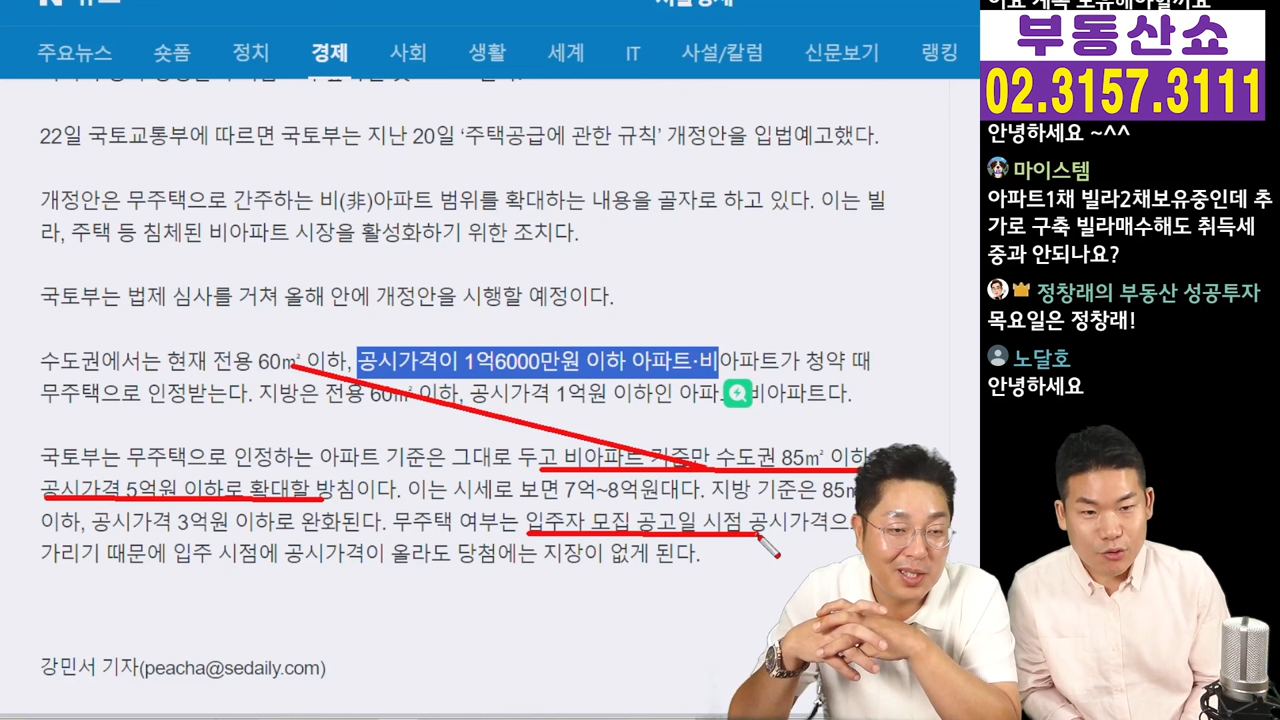 N 뉴스
서울경제
주요뉴스 숏폼 정치 경제 사회 생활 세계 IT 사설/칼럼 신문보기 랭킹
22일 국토교통부에 따르면 국토부는 지난 20일 ‘주택공급에 관한 규칙’ 개정안을 입법예고했다.
개정안은 무주택으로 간주하는 비(非)아파트 범위를 확대하는 내용을 골자로 하고 있다. 이는 빌
라, 주택 등 침체된 비아파트 시장을 활성화하기 위한 조치다.
국토부는 법제 심사를 거쳐 올해 안에 개정안을 시행할 예정이다.
수도권에서는 현재 전용 60㎡ 이하, 공시가격이 1억6000만원 이하 아파트·비아파트가 청약 때
무주택으로 인정받는다. 지방은 전용 60㎡ 이하, 공시가격 1억원 이하인 아파 비아파트다.
국토부는 무주택으로 인정하는 아파트 기준은 그대로 두고 비아파트 기준만 수도권 85㎡ 이하
공시가격 5억원 이하로 확대할 방침이다. 이는 시세로 보면 7억~8억원대다. 지방 기준은 85㎡
이하, 공시가격 3억원 이하로 완화된다. 무주택 여부는 입주자 모집 공고일 시점 공시가격으
가리기 때문에 입주 시점에 공시가격이 올라도 당첨에는 지장이 없게 된다.
강민서 기자(peacha@sedaily.com)
부동산쇼
02.3157.3111
안녕하세요 ~^^
마이스템
아파트1채 빌라2채보유중인데 추
가로 구축 빌라매수해도 취득세
중과 안되나요?
정창래의 부동산 성공투자
목요일은 정창래!
노달호
안녕하세요